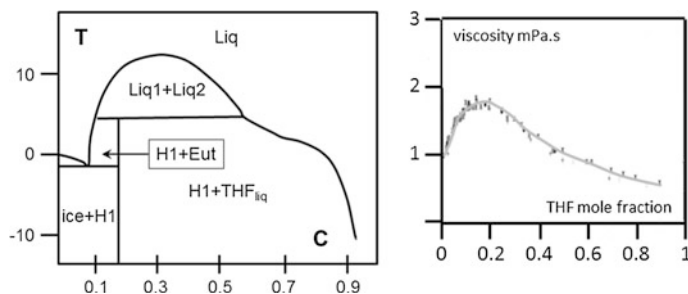 T
Liq
10
Liq1+Liq2
0
H1+Eut
ice+H1
H1+THFliq
-10
C
0.1 0.3 0.5 0.7 0.9
3
viscosity mPa.s
2
1
THF mole fraction
0 0.2 0.4 0.6 0.8 1